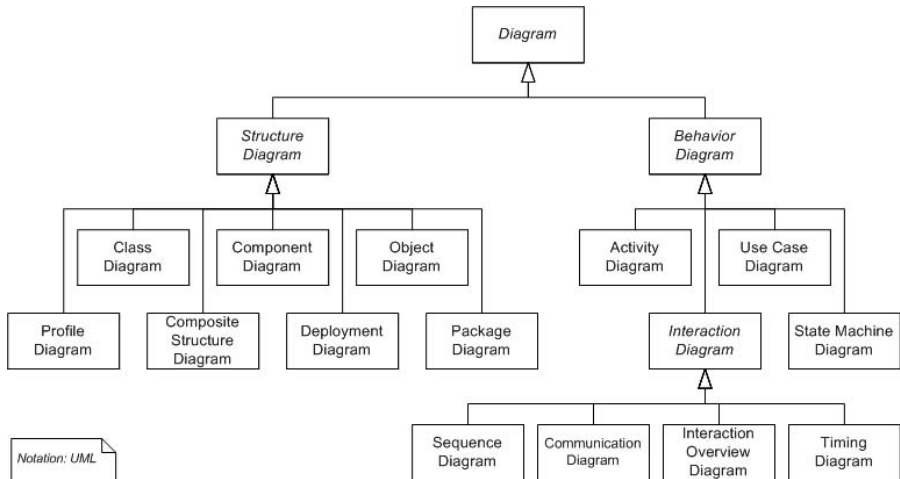 Diagram
Structure
Diagram
Behavior
Diagram
Class
Diagram
Component
Diagram
Object
Diagram
Activity
Diagram
Use Case
Diagram
Profile
Diagram
Composite
Structure
Diagram
Deployment
Diagram
Package
Diagram
Interaction
Diagram
State Machine
Diagram
Sequence
Diagram
Communication
Diagram
Interaction
Overview
Diagram
Timing
Diagram
Notation: UML